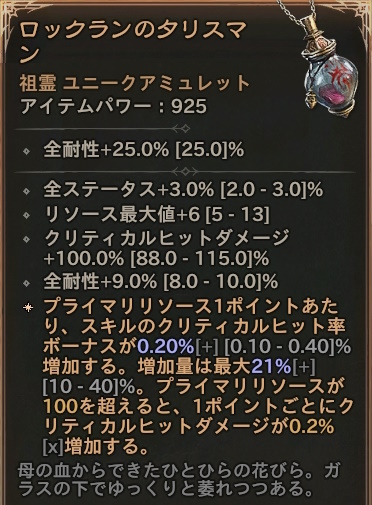 ロックランのタリスマ
ン
祖霊 ユニークアミュレット
アイテムパワー：925
全耐性+25.0% [25.0]%
全ステータス+3.0% [2.0 - 3.0]%
リソース最大値+6 [5 - 13]
クリティカルヒットダメージ
+100.0% [88.0 - 115.0]%
全耐性+9.0% [8.0 - 10.0]%
プライマリリソース1ポイントあた
り、スキルのクリティカルヒット率
ボーナスが0.20%[+] [0.10 - 0.40]%
増加する。増加量は最大21%[+]
[10 - 40]%。プライマリリソースが
100を超えると、1ポイントごとにク
リティカルヒットダメージが0.2%
[x]増加する。
母の血からできたひとひらの花びら。ガ
ラスの下でゆっくりと萎れつつある。